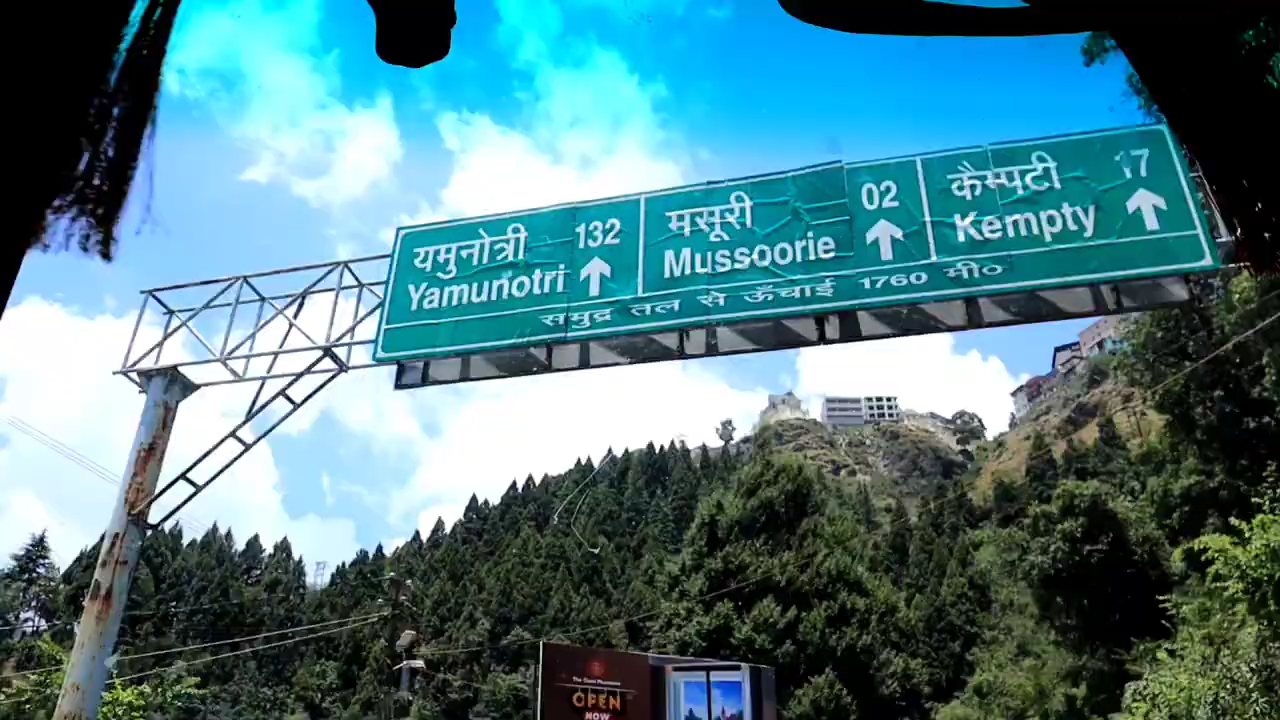 यमुनोत्री 132
Yamunotri
मसूरी 02
Mussoorie
कैम्पटी 17
Kempty
समुद्र तल से ऊँचाई 1760 मी०
OPEN
NOW